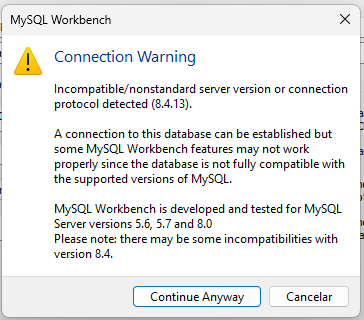 MySQL Workbench
Connection Warning
Incompatible/nonstandard server version or connection
protocol detected (8.4.13).
A connection to this database can be established but
some MySQL Workbench features may not work
properly since the database is not fully compatible with
the supported versions of MySQL.
MySQL Workbench is developed and tested for MySQL
Server versions 5.6, 5.7 and 8.0
Please note: there may be some incompatibilities with
version 8.4.
Continue Anyway
Cancelar